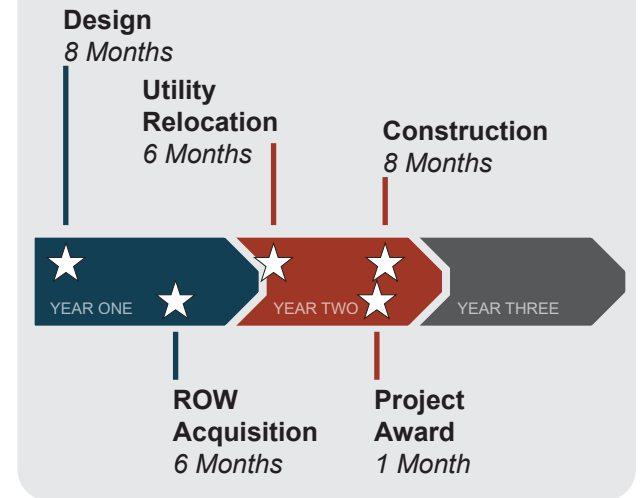 Design
8 Months
Utility
Relocation
6 Months
Construction
8 Months
YEAR ONE
YEAR TWO
YEAR THREE
ROW
Acquisition
6 Months
Project
Award
1 Month